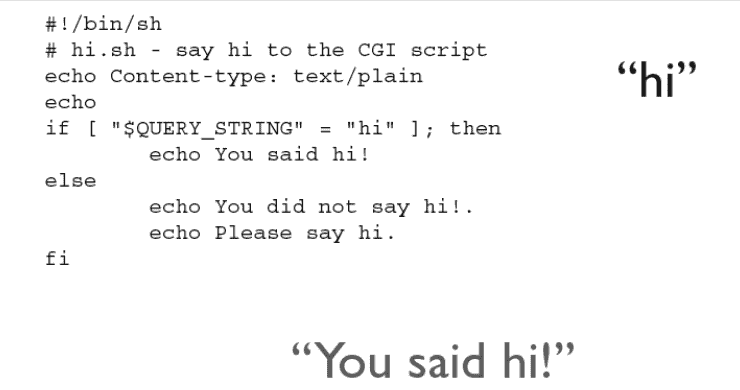 #!/bin/sh
# hi.sh - say hi to the CGI script
echo Content-type: text/plain
echo
if [ "$QUERY_STRING" = "hi" ]; then
        echo You said hi!
else
        echo You did not say hi!.
        echo Please say hi.
fi
“hi”
“You said hi!”